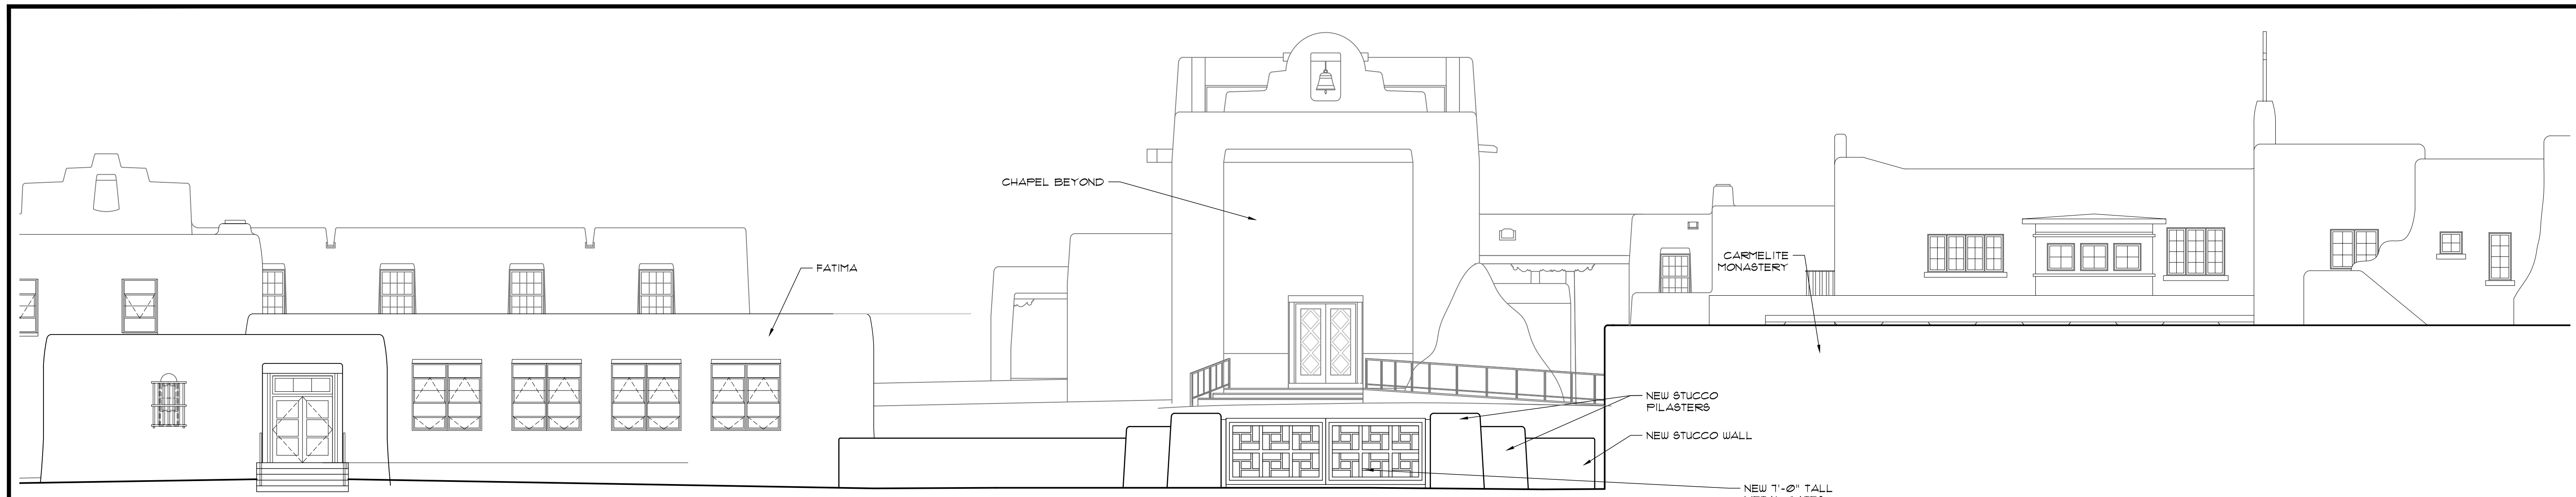 CHAPEL BEYOND
FATIMA
CARMELITE
MONASTERY
NEW STUCCO
PILASTERS
NEW STUCCO WALL
NEW 7'-0" TALL